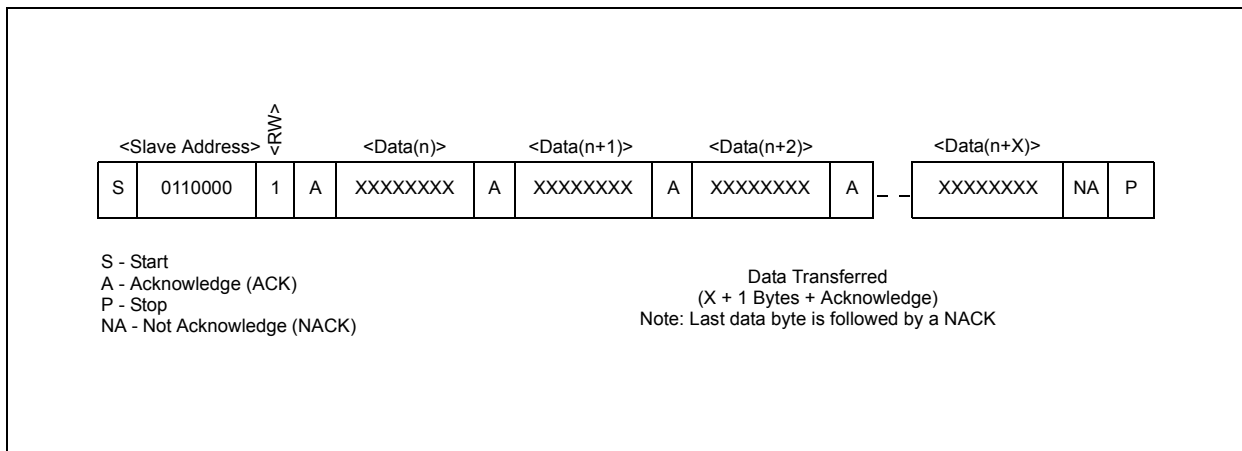 <Slave Address> <RW> <Data(n)> <Data(n+1)> <Data(n+2)> <Data(n+X)>
S 0110000 1 A XXXXXXXX A XXXXXXXX A XXXXXXXX A XXXXXXXX NA P
S - Start
A - Acknowledge (ACK)
P - Stop
NA - Not Acknowledge (NACK)
Data Transferred
(X + 1 Bytes + Acknowledge)
Note: Last data byte is followed by a NACK